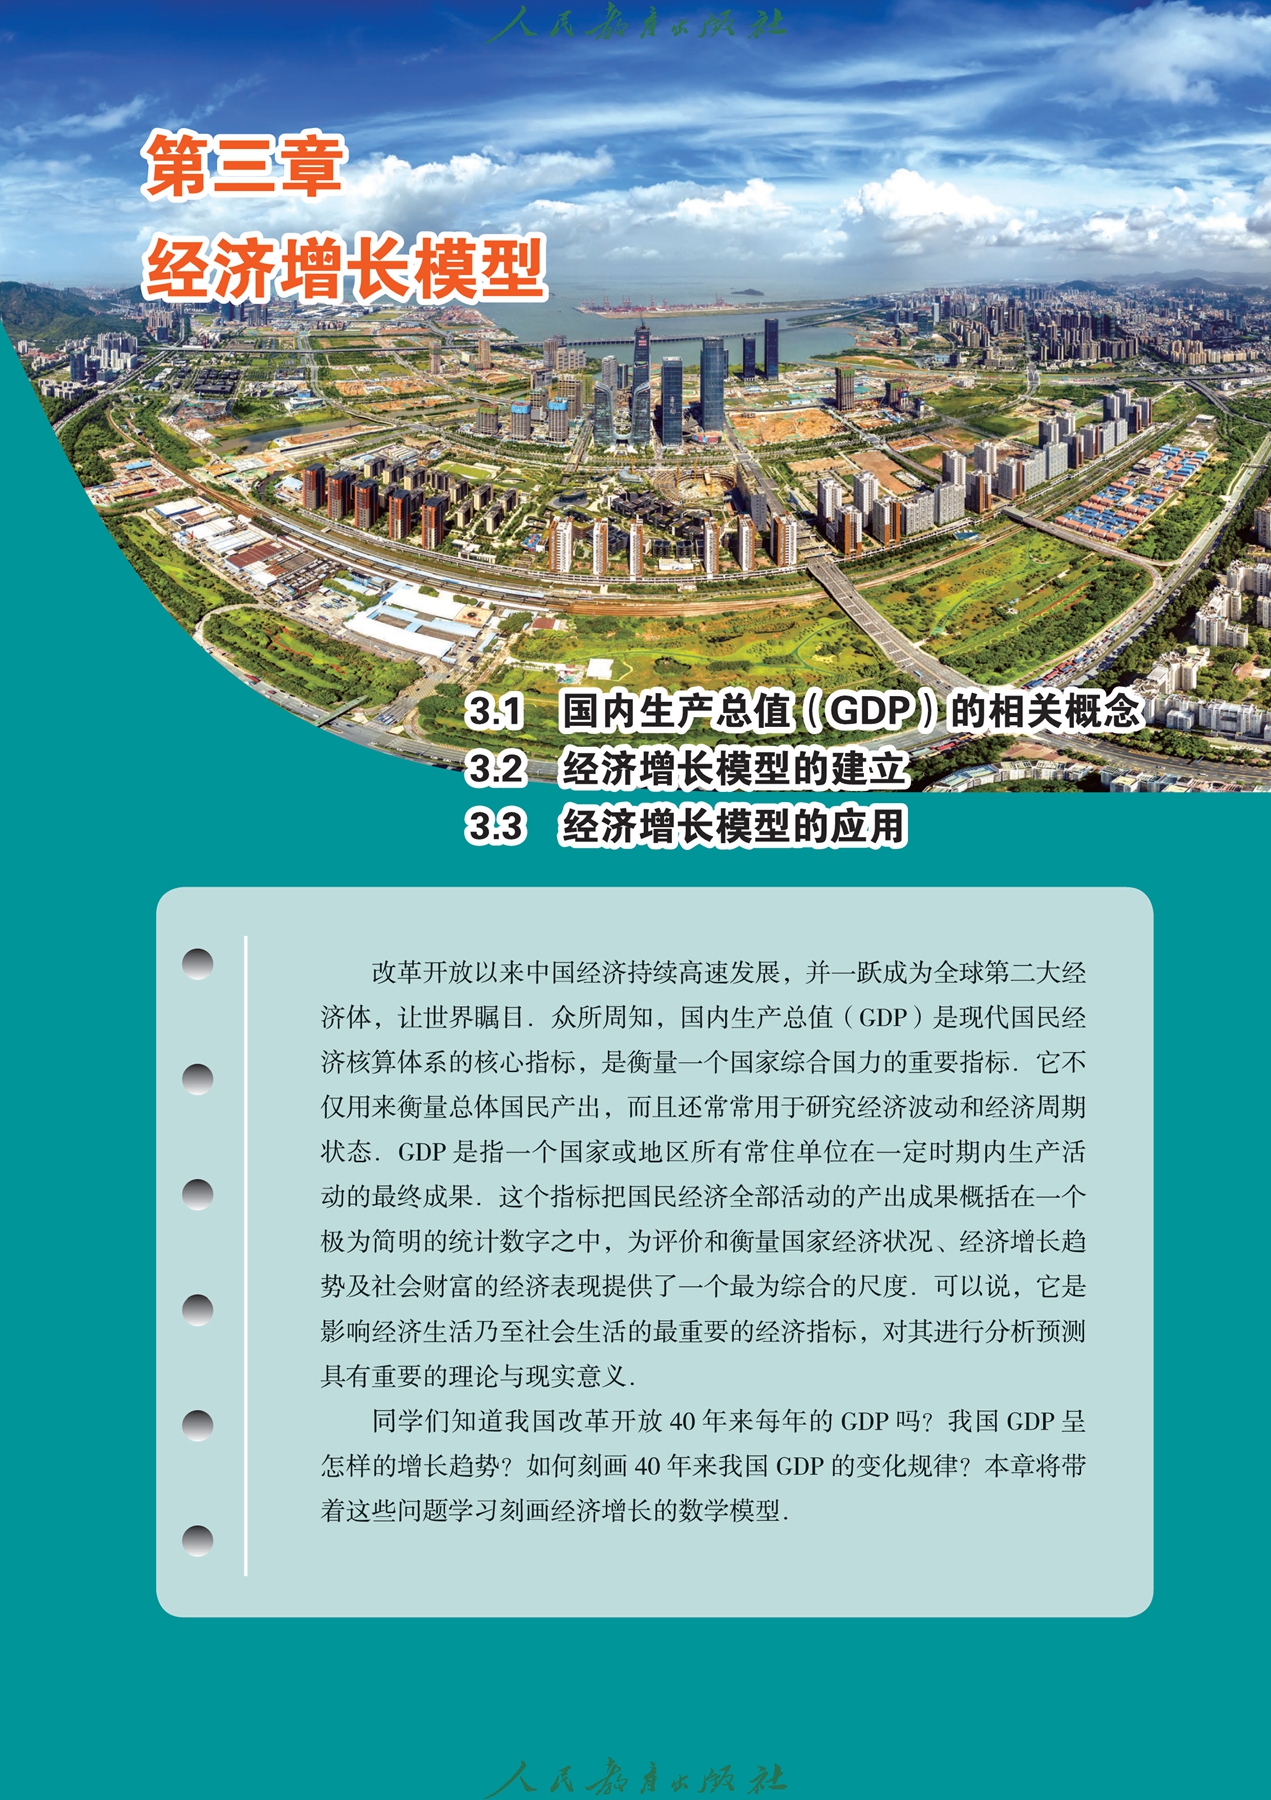 人民教育出版社
第三章
经济增长模型
3.1 国内生产总值（GDP）的相关概念
3.2 经济增长模型的建立
3.3 经济增长模型的应用
改革开放以来中国经济持续高速发展，并一跃成为全球第二大经
济体，让世界瞩目．众所周知，国内生产总值（GDP）是现代国民经
济核算体系的核心指标，是衡量一个国家综合国力的重要指标．它不
仅用来衡量总体国民产出，而且还常常用于研究经济波动和经济周期
状态．GDP 是指一个国家或地区所有常住单位在一定时期内生产活
动的最终成果．这个指标把国民经济全部活动的产出成果概括在一个
极为简明的统计数字之中，为评价和衡量国家经济状况、经济增长趋
势及社会财富的经济表现提供了一个最为综合的尺度．可以说，它是
影响经济生活乃至社会生活的最重要的经济指标，对其进行分析预测
具有重要的理论与现实意义．
同学们知道我国改革开放 40 年来每年的 GDP 吗？我国 GDP 呈
怎样的增长趋势？如何刻画 40 年来我国 GDP 的变化规律？本章将带
着这些问题学习刻画经济增长的数学模型．
人民教育出版社